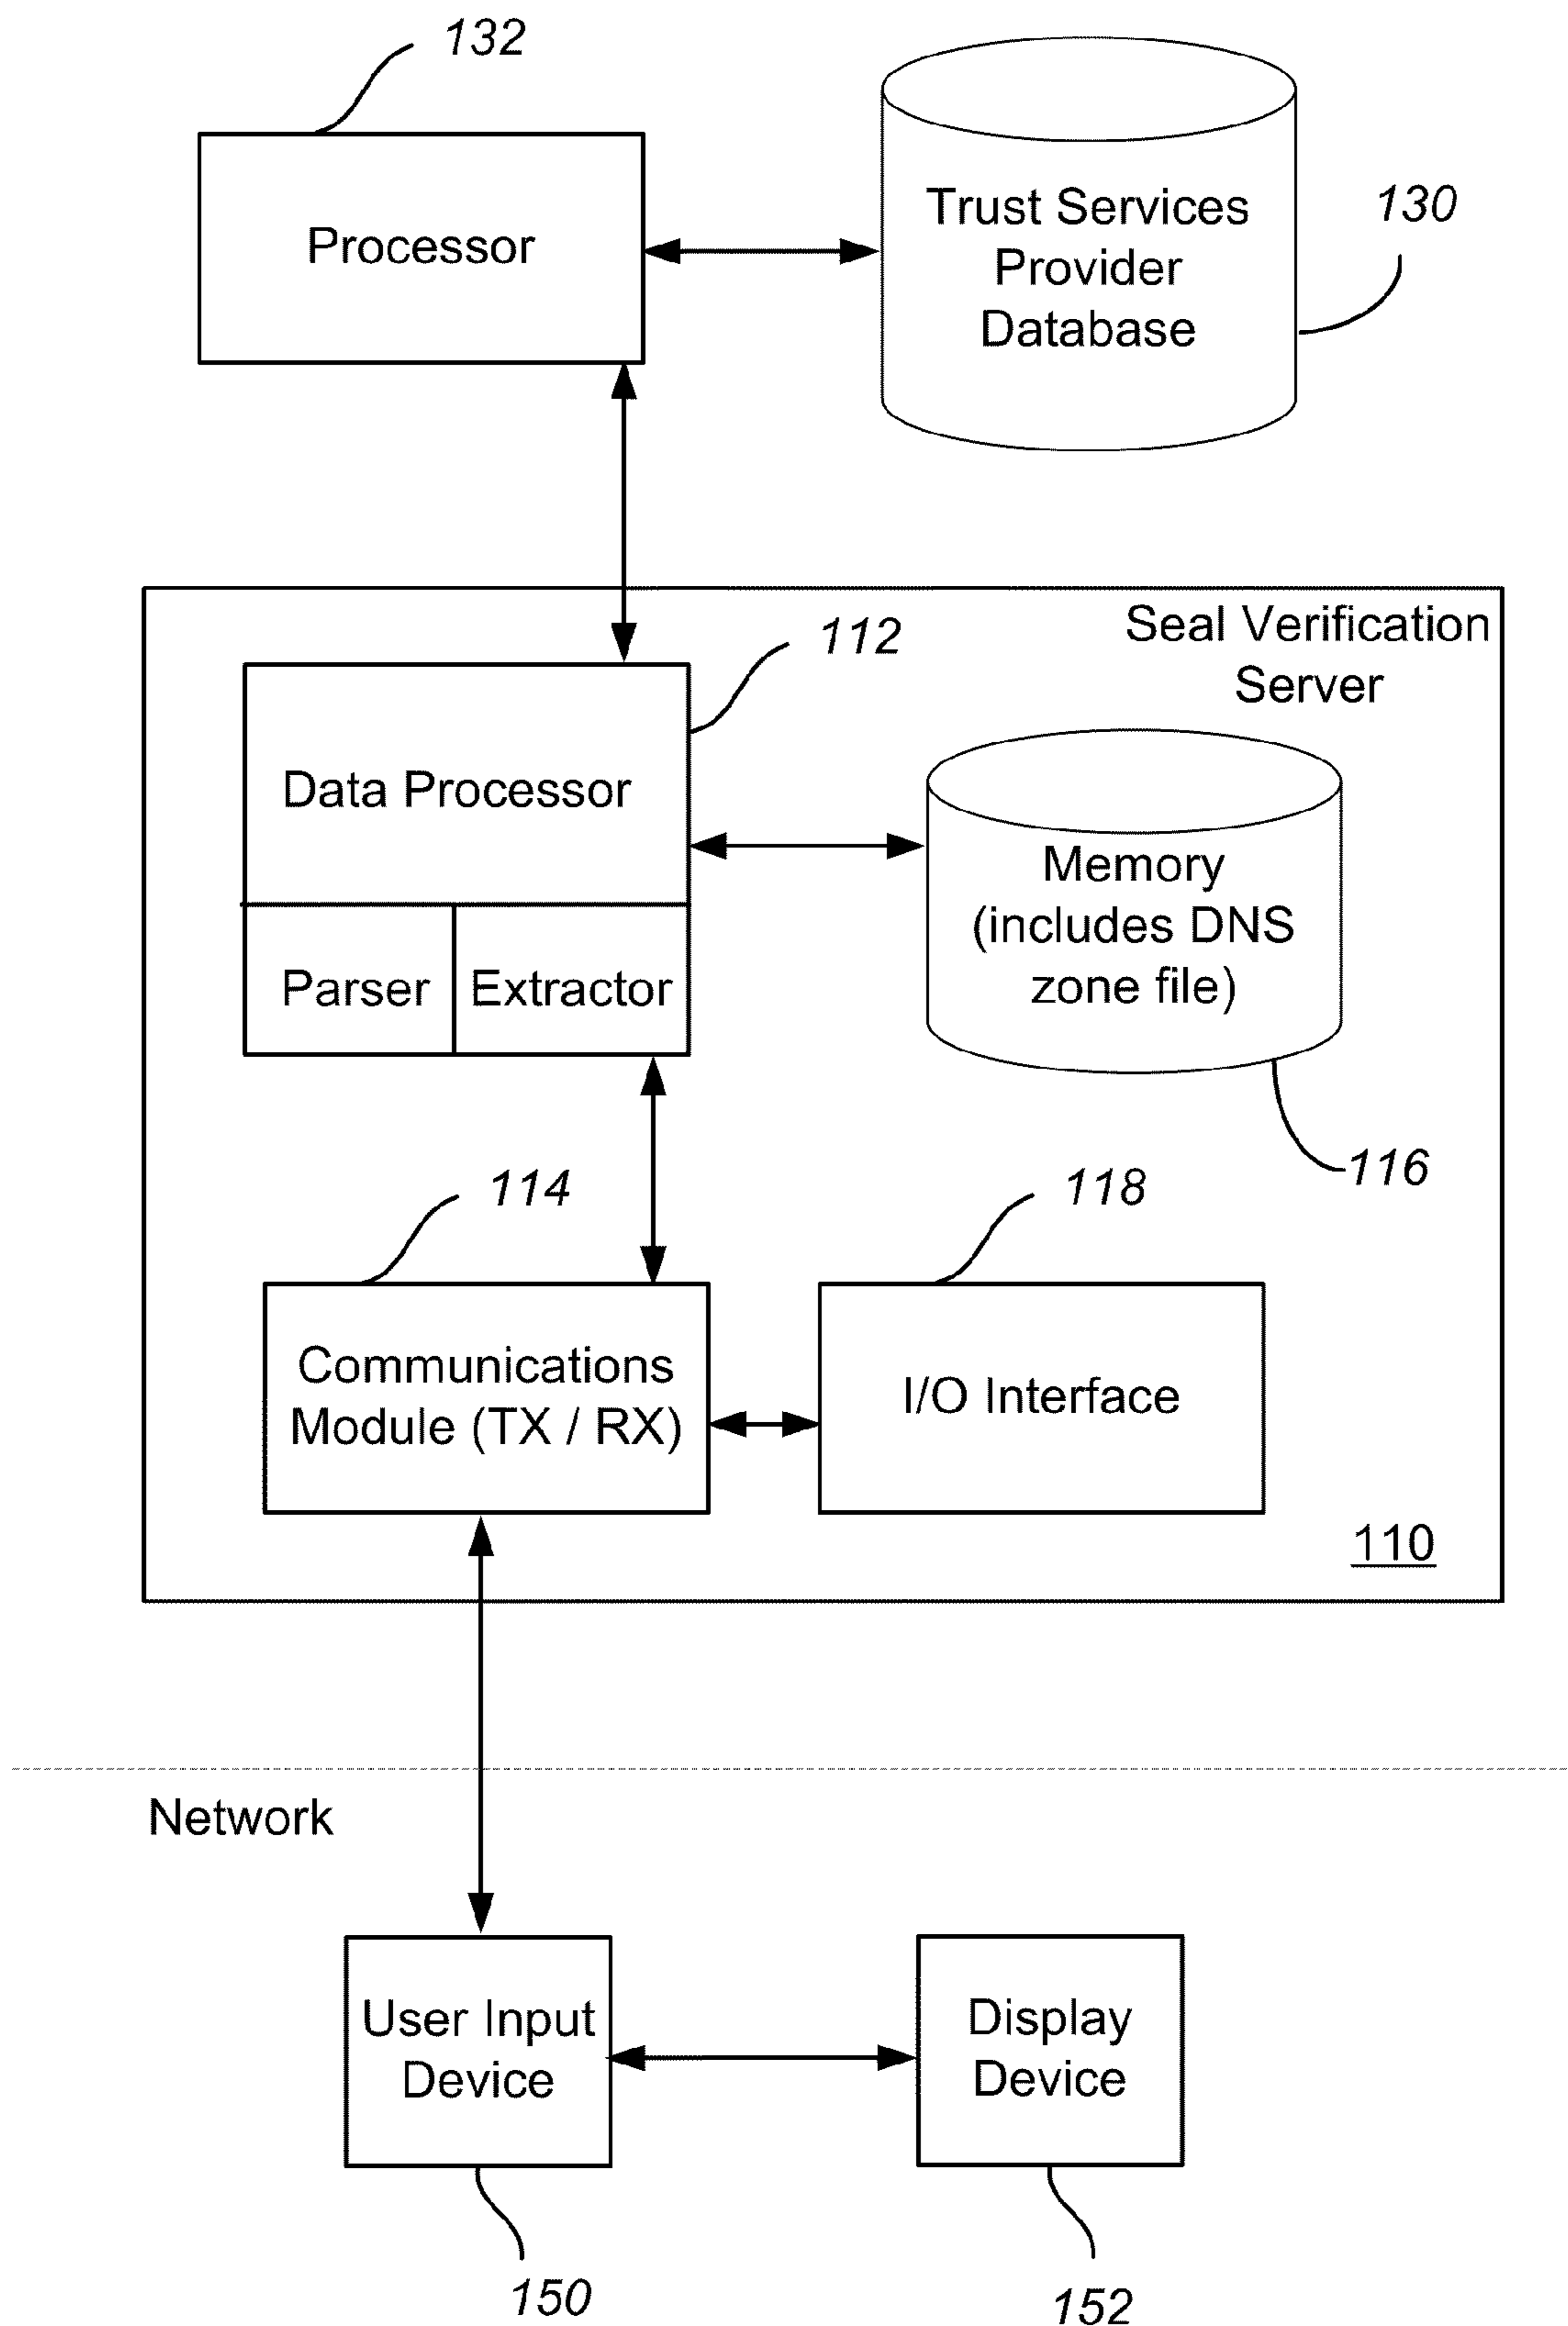 132
Processor
Trust Services
Provider
Database
130
Seal Verification
Server
112
Data Processor
Parser
Extractor
Memory
(includes DNS
zone file)
116
114
118
Communications
Module (TX / RX)
I/O Interface
110
Network
User Input
Device
Display
Device
150
152